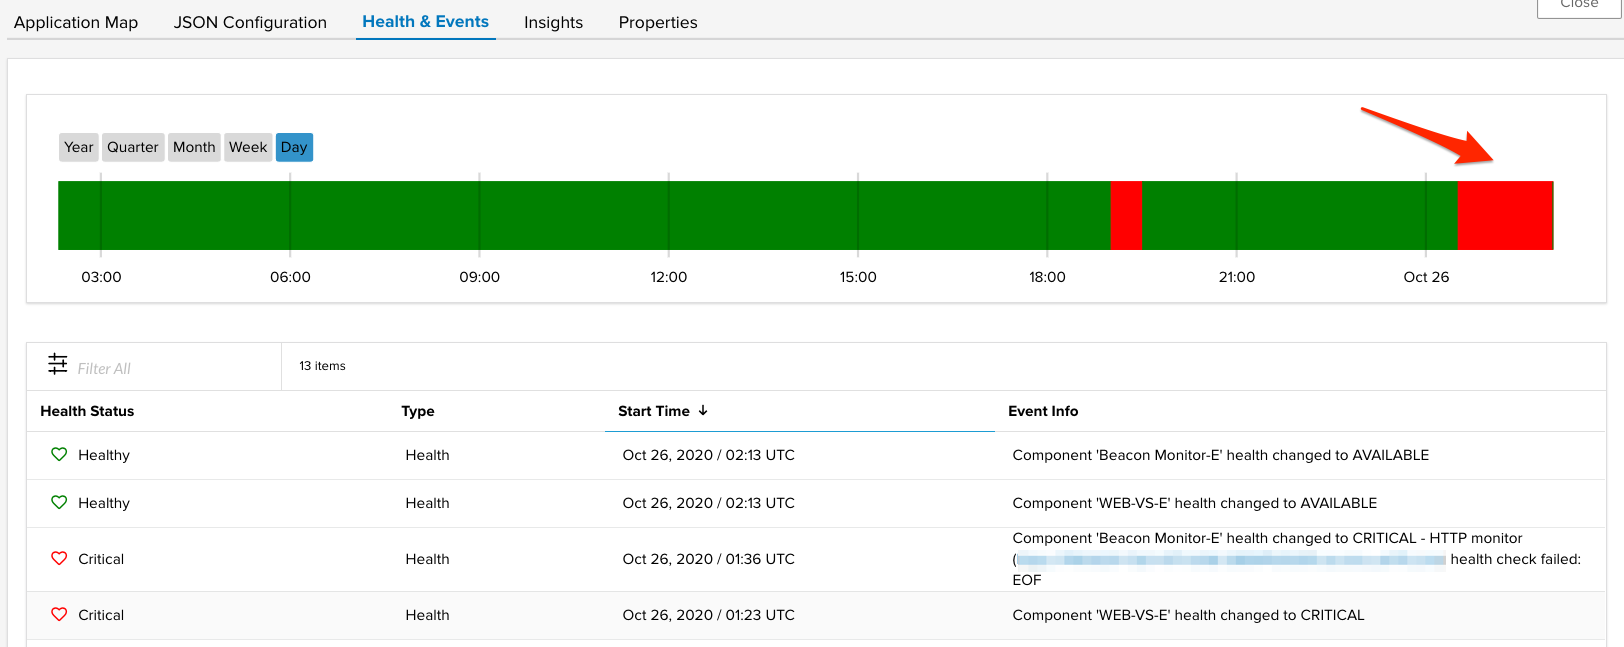 Close
Application Map JSON Configuration Health & Events Insights Properties
Year Quarter Month Week Day
03:00 06:00 09:00 12:00 15:00 18:00 21:00 Oct 26
Filter All 13 items
Health Status Type Start Time ↓ Event Info
Healthy Health Oct 26, 2020 / 02:13 UTC Component 'Beacon Monitor-E' health changed to AVAILABLE
Healthy Health Oct 26, 2020 / 02:13 UTC Component 'WEB-VS-E' health changed to AVAILABLE
Component 'Beacon Monitor-E' health changed to CRITICAL - HTTP monitor
Critical Health Oct 26, 2020 / 01:36 UTC ( health check failed:
EOF
Critical Health Oct 26, 2020 / 01:23 UTC Component 'WEB-VS-E' health changed to CRITICAL